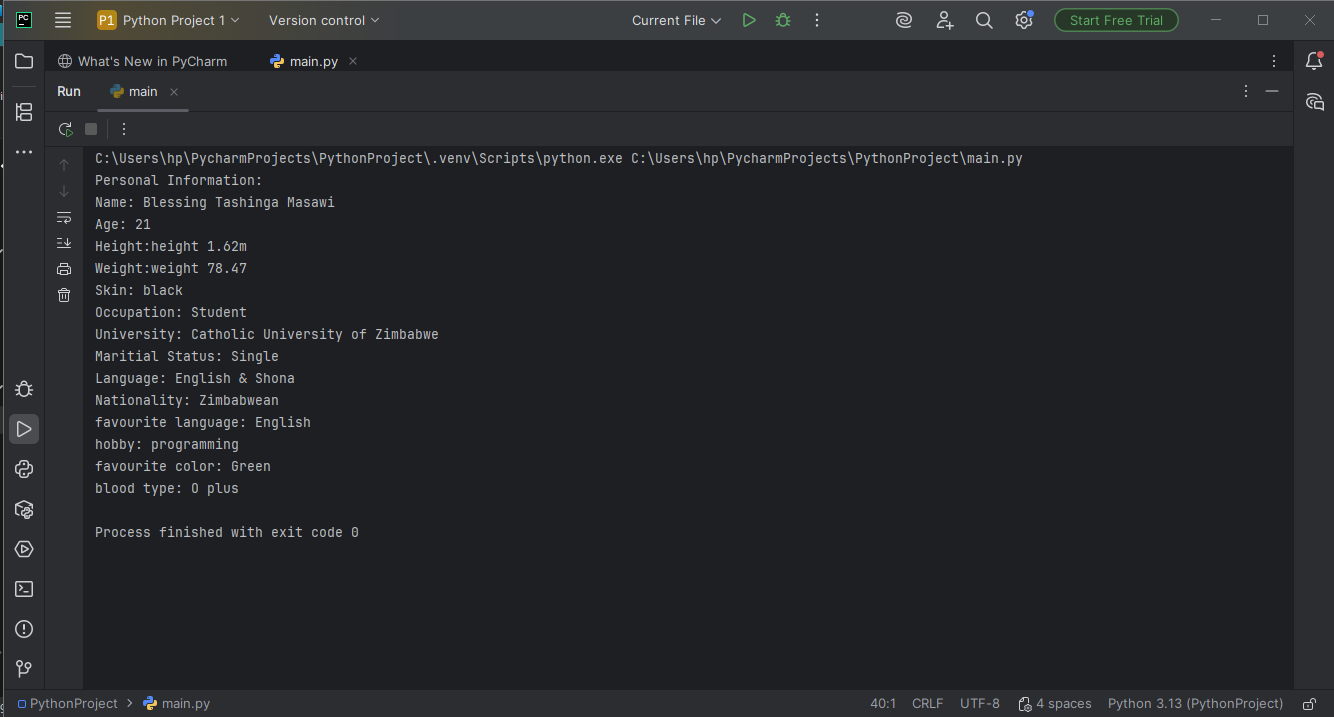 PC
P1 Python Project 1
Version control
Current File
Start Free Trial
What's New in PyCharm
main.py
Run
main
C:\Users\hp\PycharmProjects\PythonProject\.venv\Scripts\python.exe C:\Users\hp\PycharmProjects\PythonProject\main.py
Personal Information:
Name: Blessing Tashinga Masawi
Age: 21
Height:height 1.62m
Weight:weight 78.47
Skin: black
Occupation: Student
University: Catholic University of Zimbabwe
Maritial Status: Single
Language: English & Shona
Nationality: Zimbabwean
favourite language: English
hobby: programming
favourite color: Green
blood type: O plus
Process finished with exit code 0
PythonProject > main.py
40:1 CRLF UTF-8 4 spaces Python 3.13 (PythonProject)